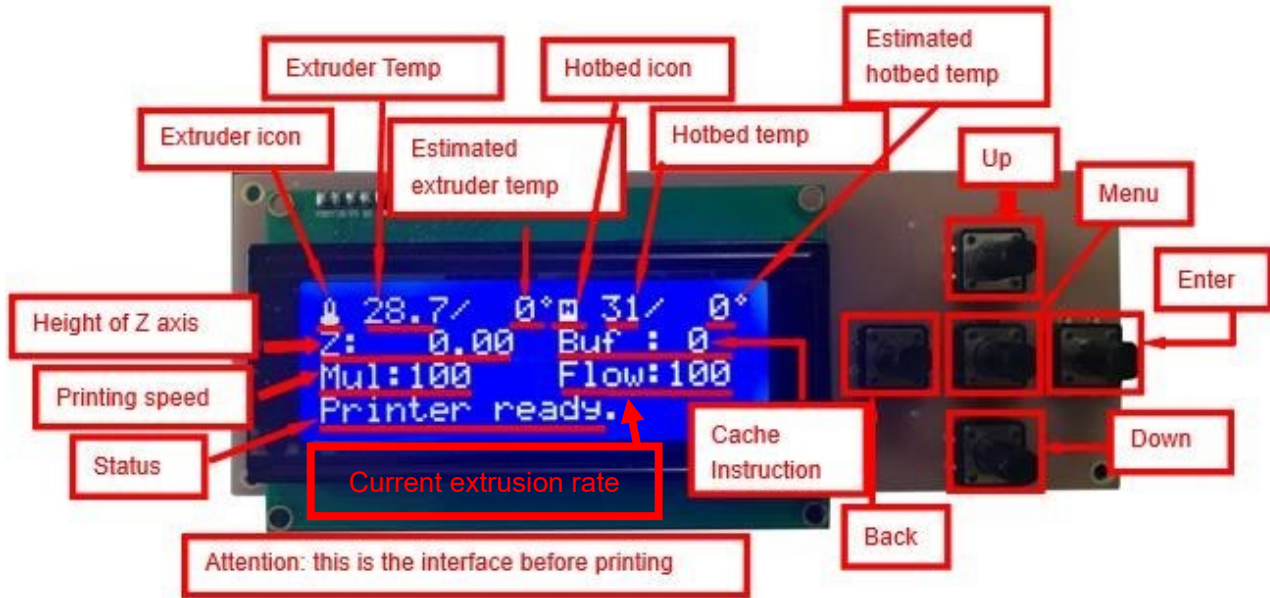 Extruder Temp
Hotbed icon
Estimated
hotbed temp
Extruder icon
Estimated
extruder temp
Hotbed temp
Up
Menu
Enter
28.7/ 0° 31/ 0°
Height of Z axis
Z: 0.00 Buf : 0
Mul:100 Flow:100
Printing speed
Printer ready.
Status
Current extrusion rate
Cache
Instruction
Down
Back
Attention: this is the interface before printing